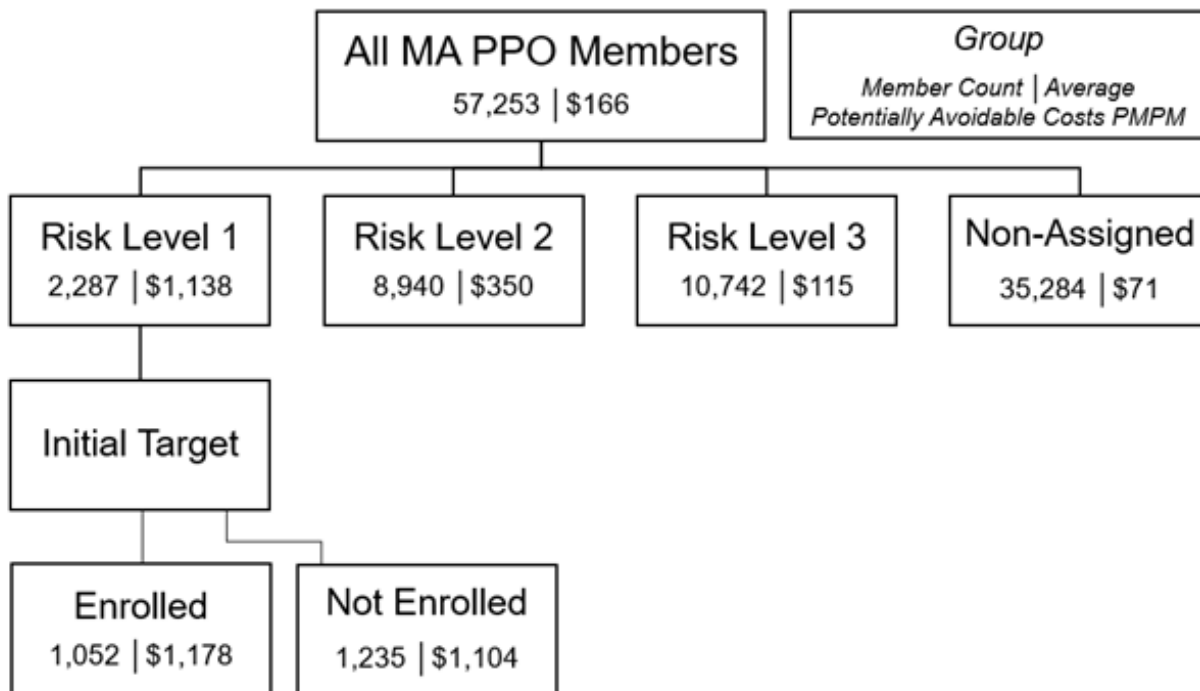 All MA PPO Members
57,253 | $166
Group
Member Count | Average
Potentially Avoidable Costs PMPM
Risk Level 1
2,287 | $1,138
Risk Level 2
8,940 | $350
Risk Level 3
10,742 | $115
Non-Assigned
35,284 | $71
Initial Target
Enrolled
1,052 | $1,178
Not Enrolled
1,235 | $1,104